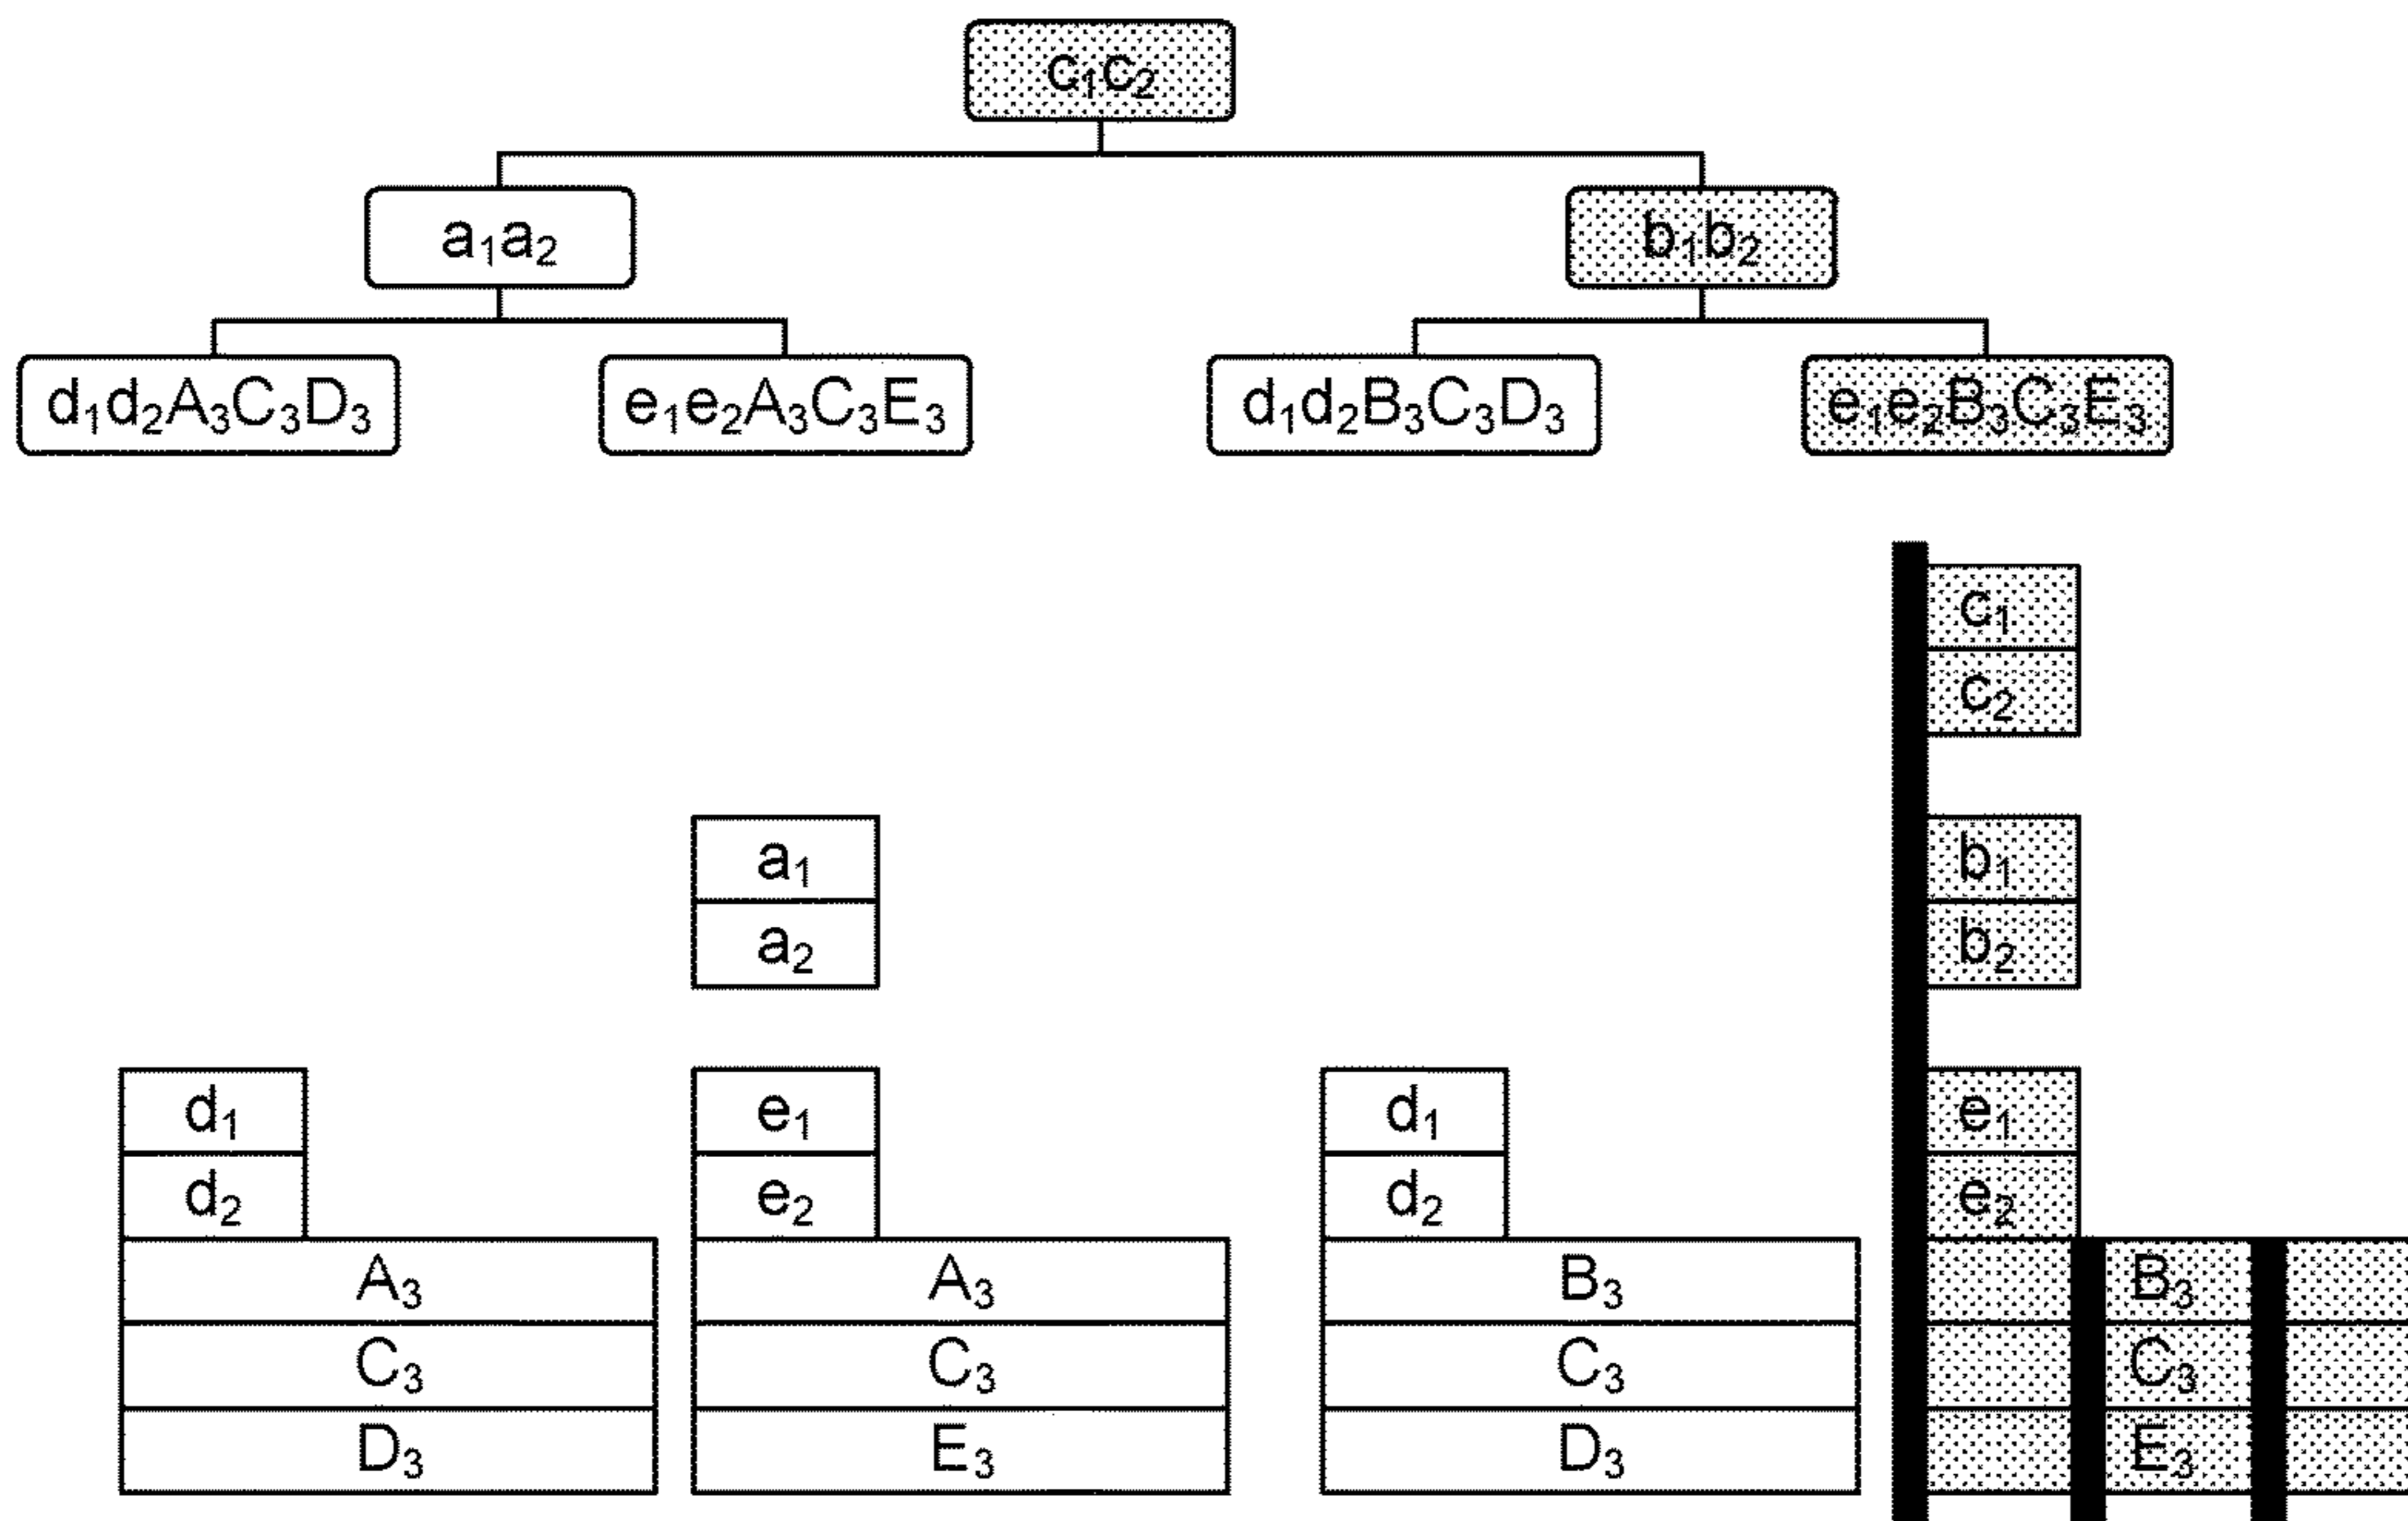 c₁c₂
a₁a₂ b₁b₂
d₁d₂A₃C₃D₃ e₁e₂A₃C₃E₃ d₁d₂B₃C₃D₃ e₁e₂B₃C₃E₃
c₁
c₂
a₁ b₁
a₂ b₂
d₁ e₁ d₁ e₁
d₂ e₂ d₂ e₂
A₃ A₃ B₃ B₃
C₃ C₃ C₃ C₃
D₃ E₃ D₃ E₃